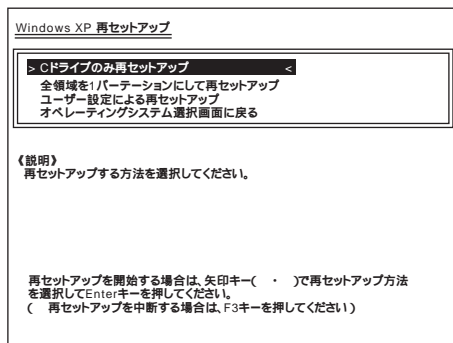 Windows XP 再セットアップ
> Cドライブのみ再セットアップ <
全領域を1パーテーションにして再セットアップ
ユーザー設定による再セットアップ
オペレーティングシステム選択画面に戻る
《説明》
再セットアップする方法を選択してください。
再セットアップを開始する場合は、矢印キー( ・ )で再セットアップ方法
を選択してEnterキーを押してください。
( 再セットアップを中断する場合は、F3キーを押してください)